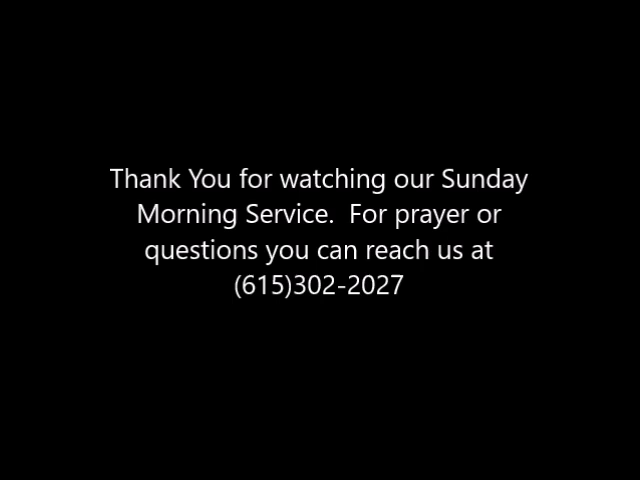 Thank You for watching our Sunday
Morning Service.  For prayer or
questions you can reach us at
(615)302-2027